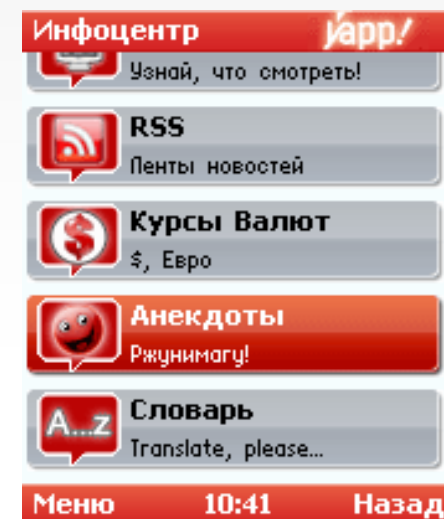 Инфоцентр yapp!
Узнай, что смотреть!
RSS
Ленты новостей
Курсы Валют
$, Евро
Анекдоты
Ржунимагу!
A...z
Словарь
Translate, please...
Меню 10:41 Назад